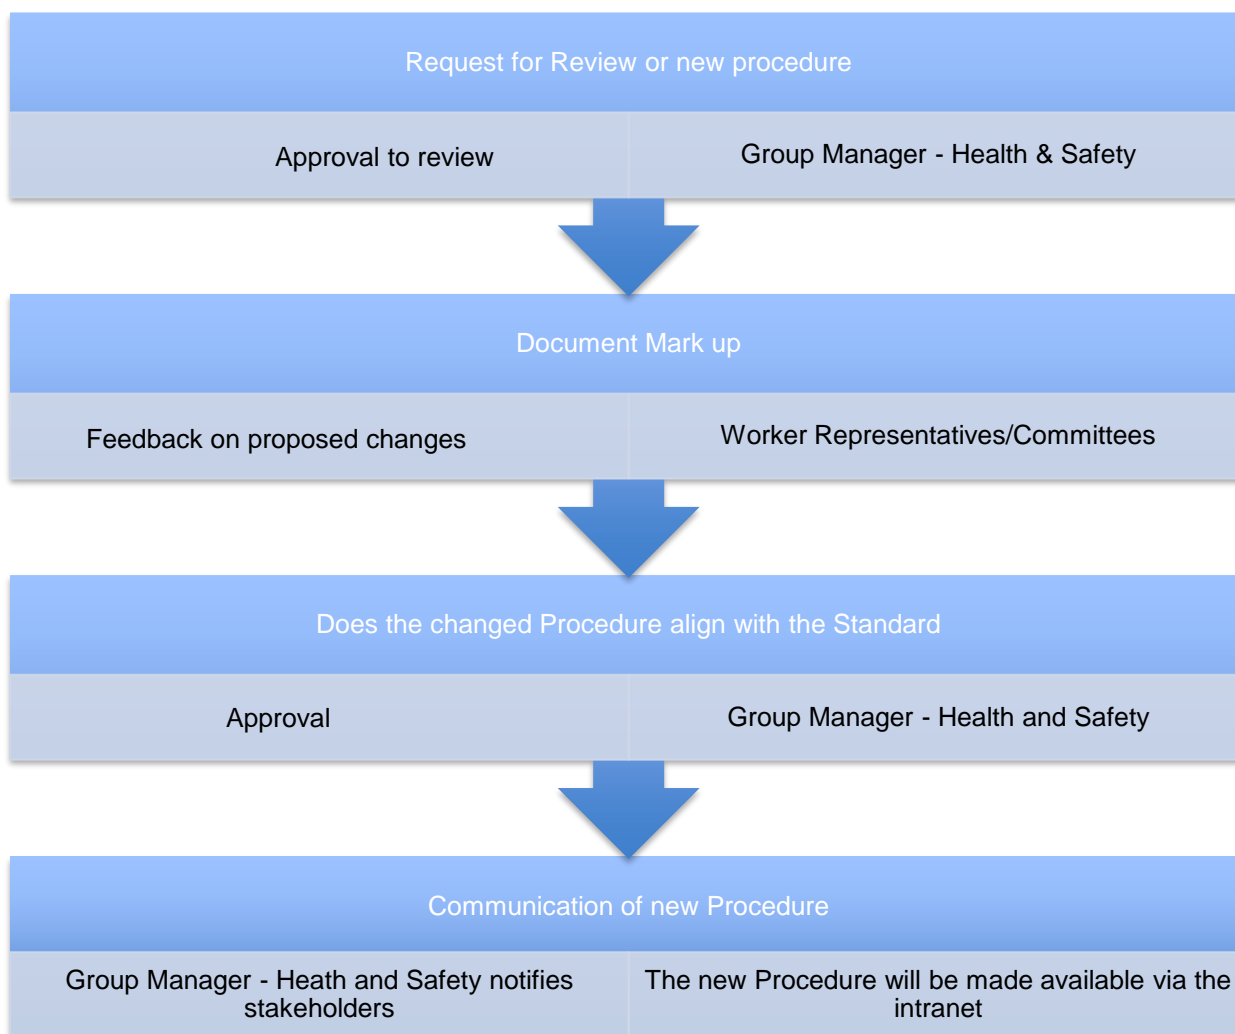 Request for Review or new procedure
Approval to review
Group Manager - Health & Safety
Document Mark up
Feedback on proposed changes
Worker Representatives/Committees
Does the changed Procedure align with the Standard
Approval
Group Manager - Health and Safety
Communication of new Procedure
Group Manager - Heath and Safety notifies
stakeholders
The new Procedure will be made available via the
intranet